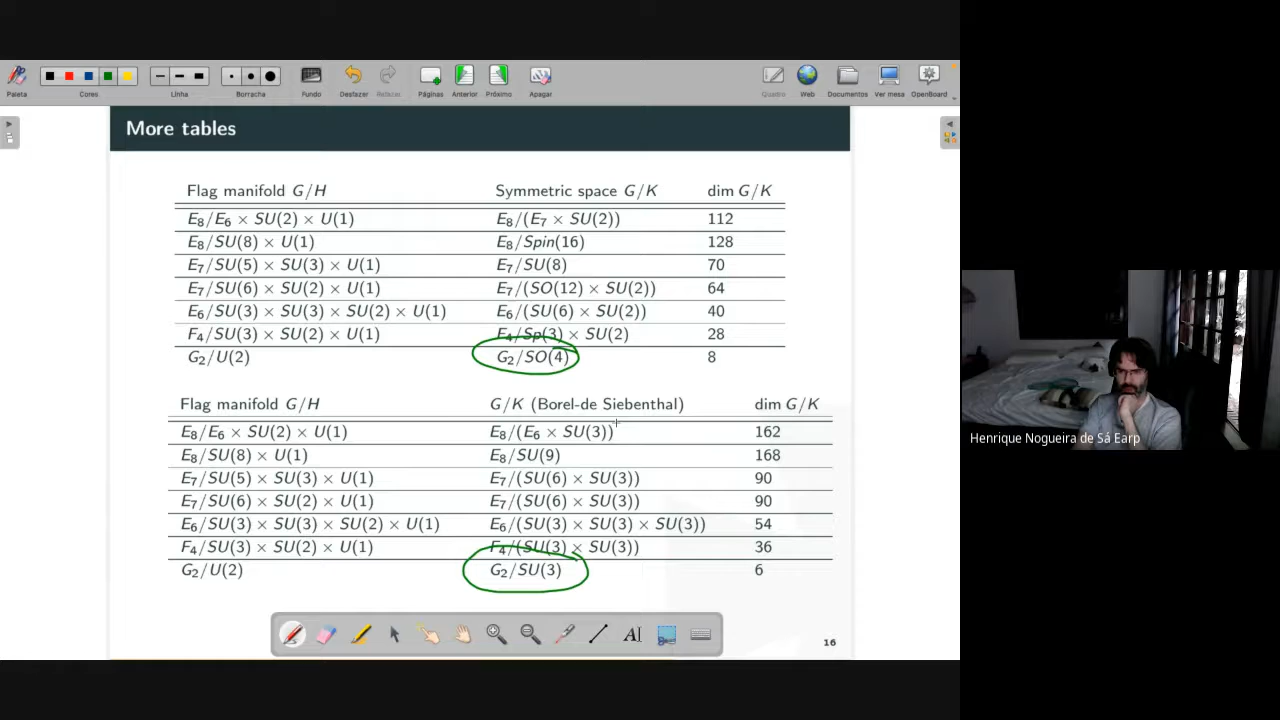 Paleta Cores Linha Borracha Fundo Desfazer Refazer Páginas Anterior Próximo Apagar Quadro Web Documentos Ver mesa OpenBoard
More tables
Flag manifold G/H Symmetric space G/K dim G/K
E₈/E₆ × SU(2) × U(1) E₈/(E₇ × SU(2)) 112
E₈/SU(8) × U(1) E₈/Spin(16) 128
E₇/SU(5) × SU(3) × U(1) E₇/SU(8) 70
E₇/SU(6) × SU(2) × U(1) E₇/(SO(12) × SU(2)) 64
E₆/SU(3) × SU(3) × SU(2) × U(1) E₆/(SU(6) × SU(2)) 40
F₄/SU(3) × SU(2) × U(1) F₄/Sp(3) × SU(2) 28
G₂/U(2) G₂/SO(4) 8
Flag manifold G/H G/K (Borel-de Siebenthal) dim G/K
E₈/E₆ × SU(2) × U(1) E₈/(E₆ × SU(3)) 162
E₈/SU(8) × U(1) E₈/SU(9) 168
E₇/SU(5) × SU(3) × U(1) E₇/(SU(6) × SU(3)) 90
E₇/SU(6) × SU(2) × U(1) E₇/(SU(6) × SU(3)) 90
E₆/SU(3) × SU(3) × SU(2) × U(1) E₆/(SU(3) × SU(3) × SU(3)) 54
F₄/SU(3) × SU(2) × U(1) F₄/(SU(3) × SU(3)) 36
G₂/U(2) G₂/SU(3) 6
16
Henrique Nogueira de Sá Earp